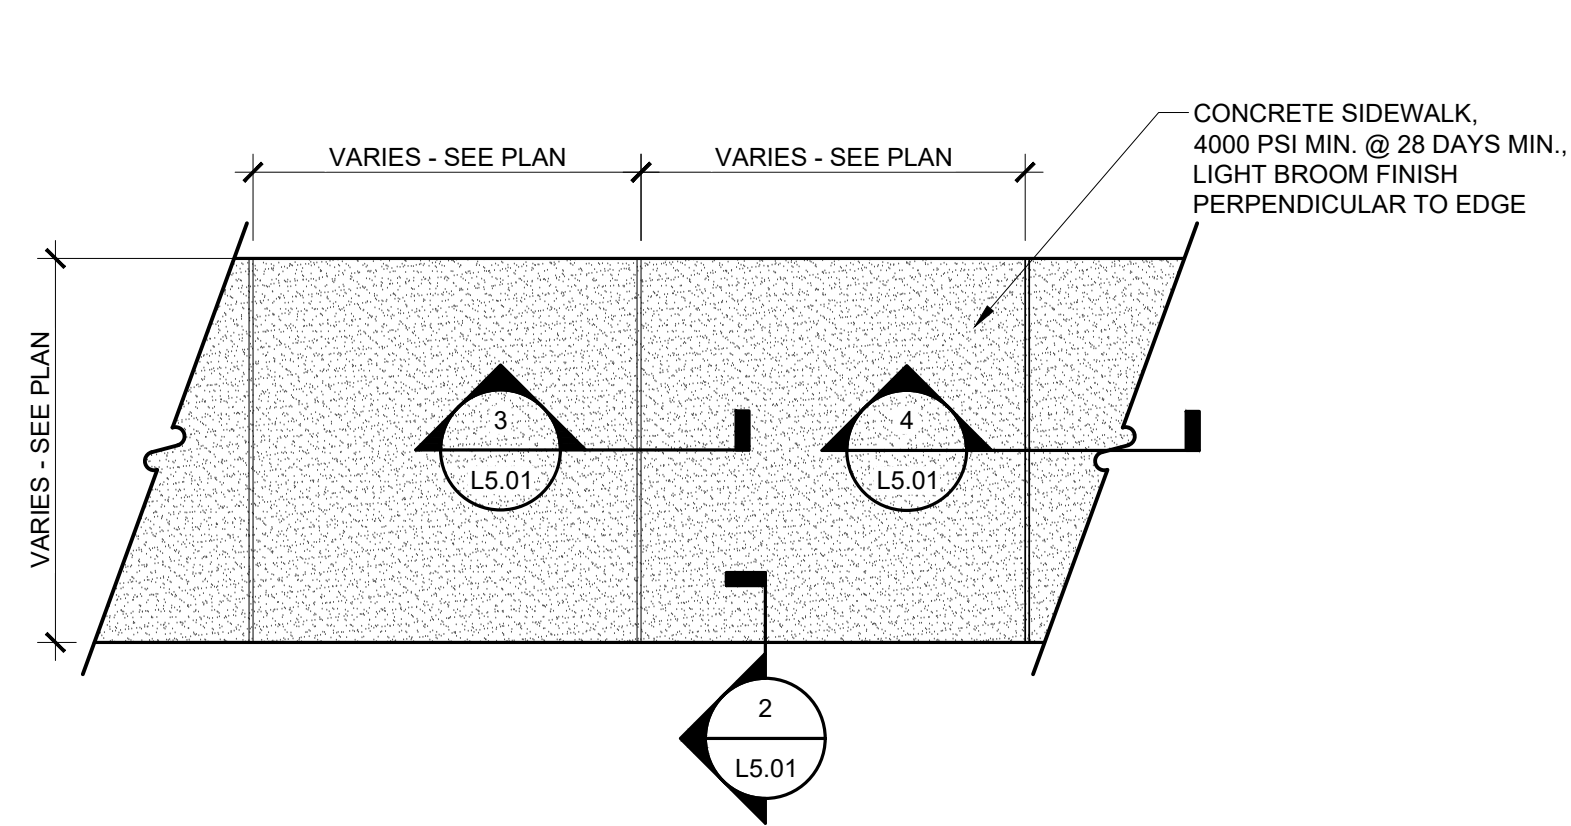 CONCRETE SIDEWALK,
4000 PSI MIN. @ 28 DAYS MIN.,
LIGHT BROOM FINISH
PERPENDICULAR TO EDGE
VARIES - SEE PLAN
VARIES - SEE PLAN
VARIES - SEE PLAN
3
L5.01
4
L5.01
2
L5.01